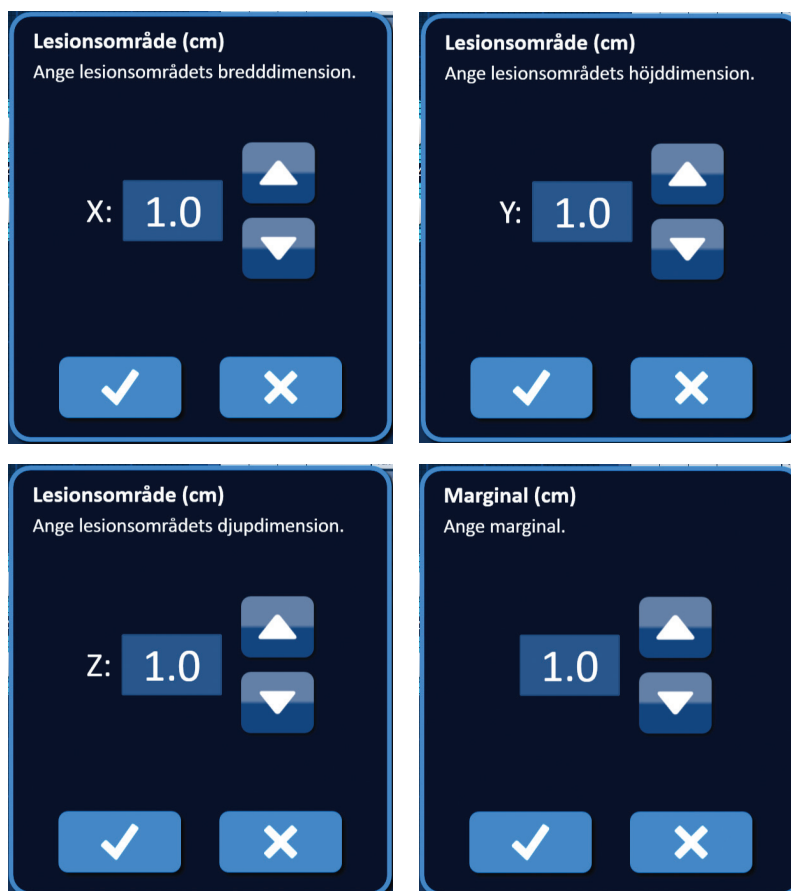 Lesionsområde (cm)
Ange lesionsområdets bredddimension.
X: 1.0
Lesionsområde (cm)
Ange lesionsområdets höjddimension.
Y: 1.0
Lesionsområde (cm)
Ange lesionsområdets djupdimension.
Z: 1.0
Marginal (cm)
Ange marginal.
1.0